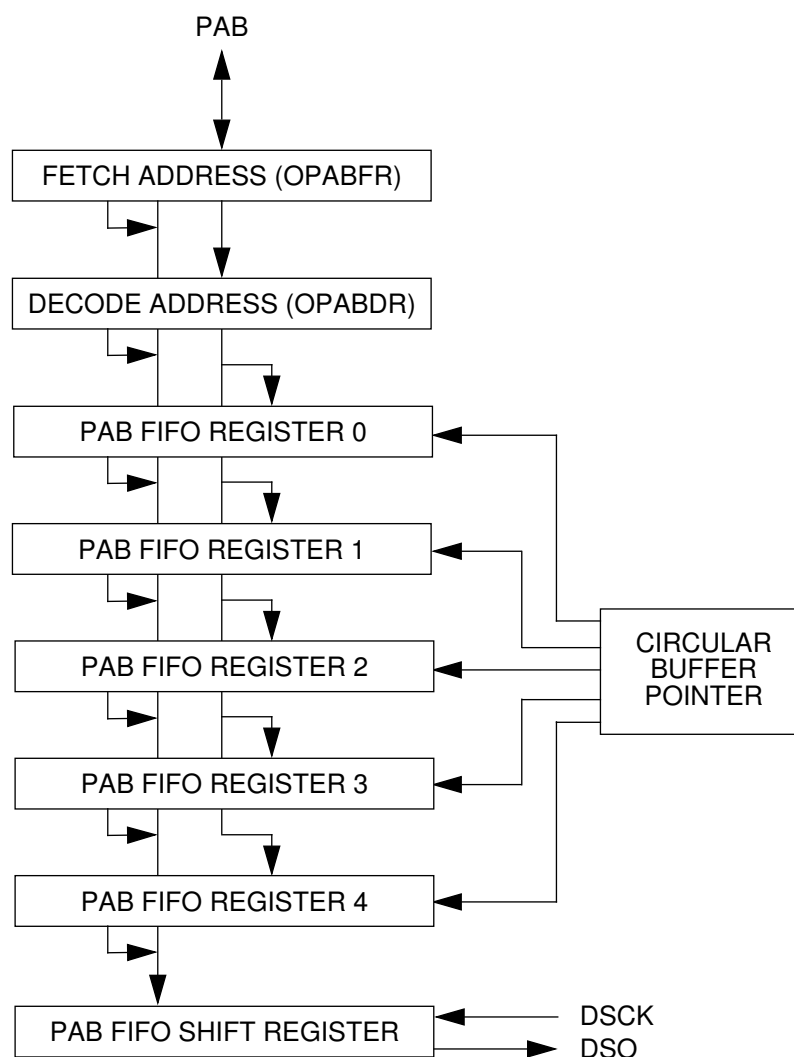 PAB
FETCH ADDRESS (OPABFR)
DECODE ADDRESS (OPABDR)
PAB FIFO REGISTER 0
PAB FIFO REGISTER 1
PAB FIFO REGISTER 2
PAB FIFO REGISTER 3
PAB FIFO REGISTER 4
CIRCULAR
BUFFER
POINTER
PAB FIFO SHIFT REGISTER
DSCK
DSO